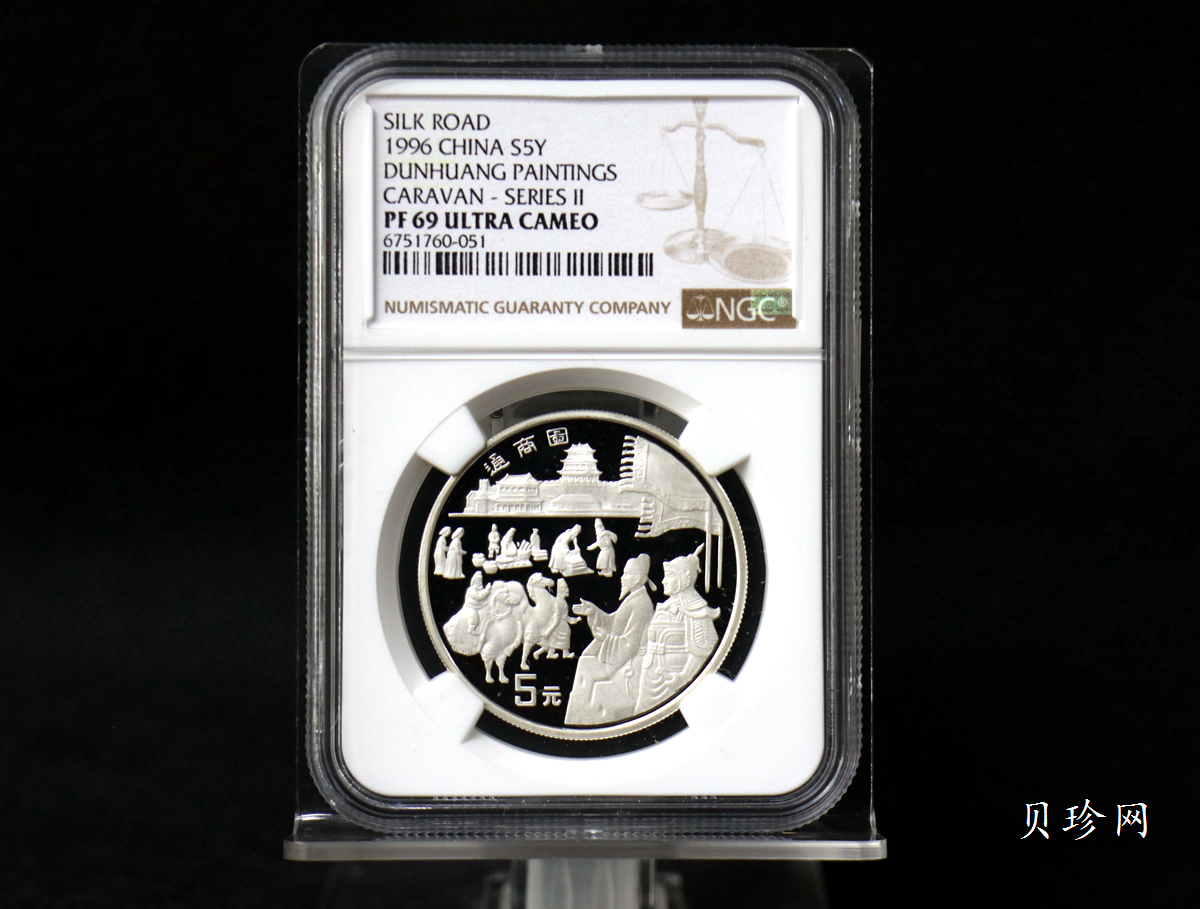 SILK ROAD
1996 CHINA S5Y
DUNHUANG PAINTINGS
CARAVAN - SERIES II
PF 69 ULTRA CAMEO
6751760-051
NUMISMATIC GUARANTY COMPANY
NGC®
通商图
5元
贝珍网